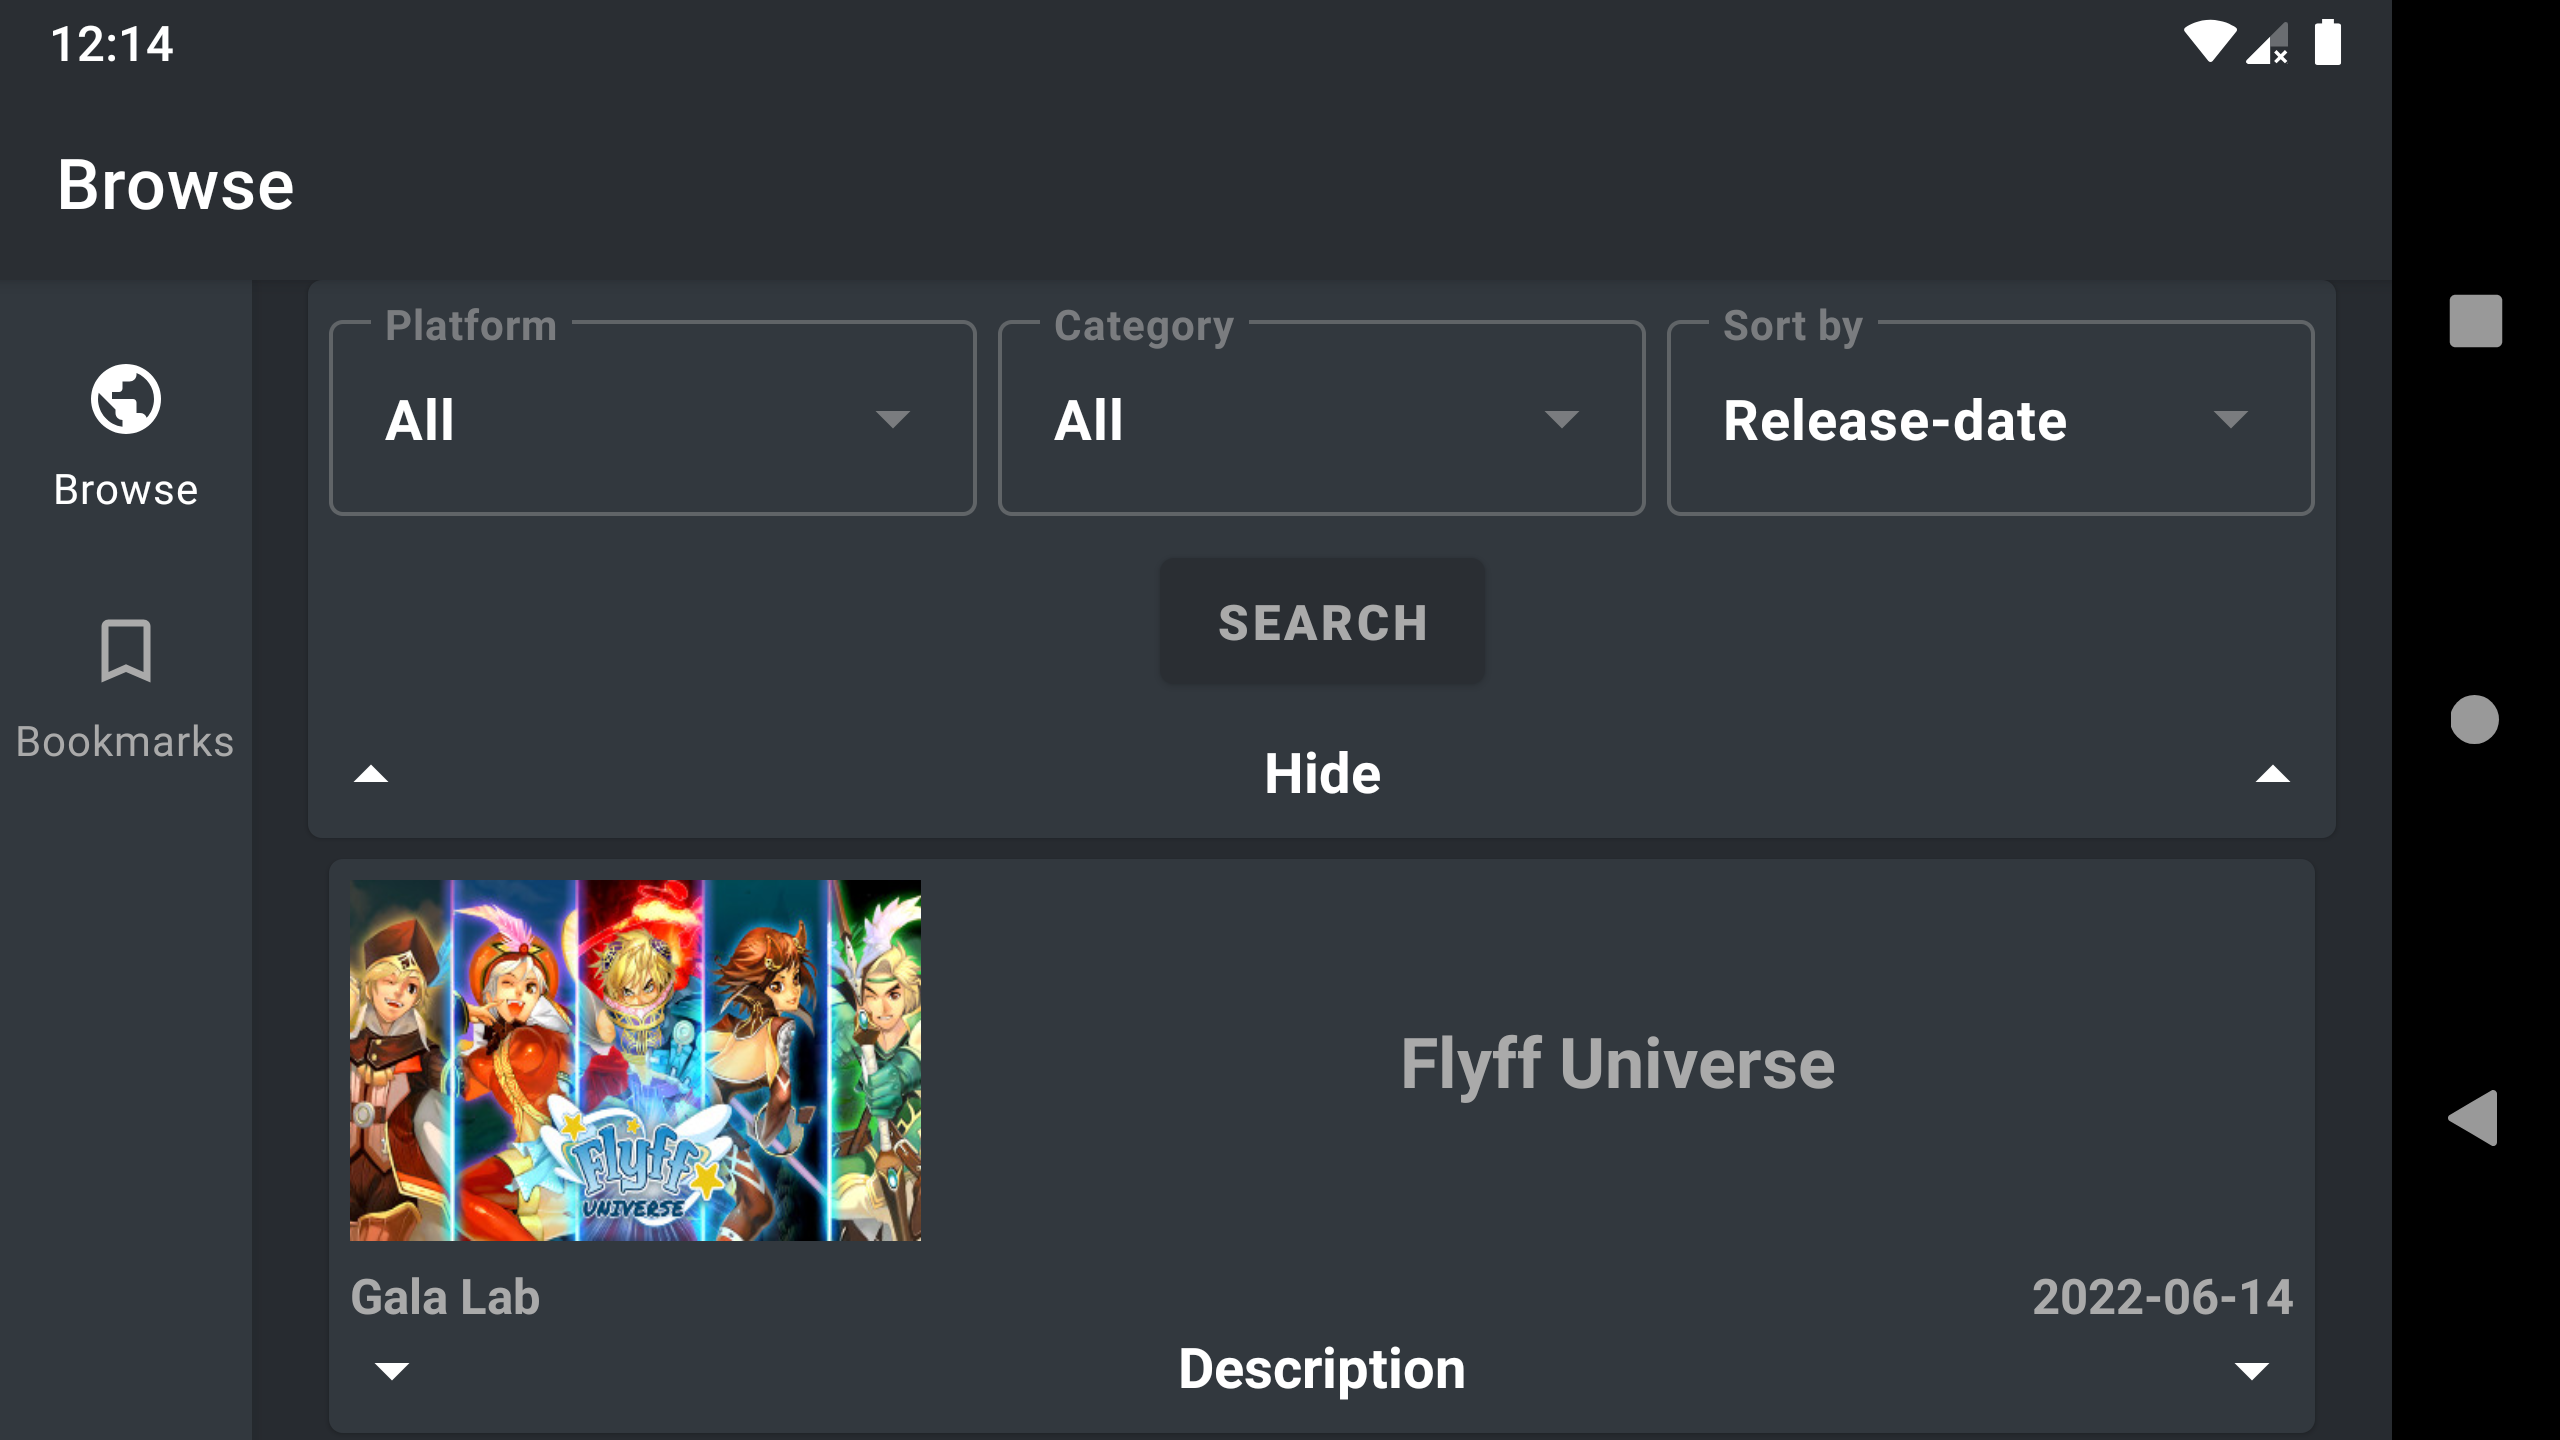 12:14
Browse
Platform
Category
Sort by
All
All
Release-date
Browse
SEARCH
Bookmarks
Hide
Flyff Universe
Flyff
UNIVERSE
Gala Lab
2022-06-14
Description